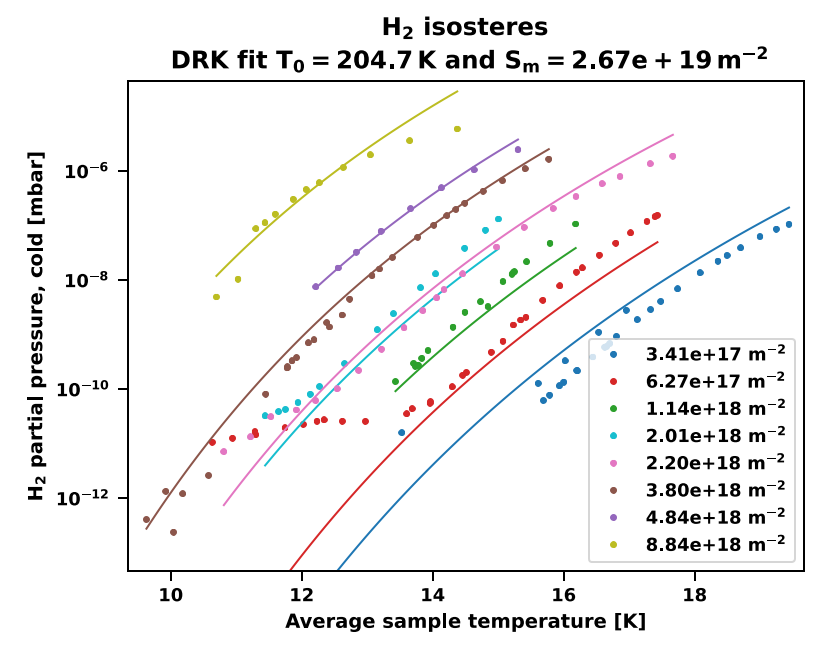 H₂ isosteres
DRK fit T₀ = 204.7 K and Sₘ = 2.67e + 19 m⁻²
H₂ partial pressure, cold [mbar]
10⁻⁶
10⁻⁸
10⁻¹⁰
10⁻¹²
3.41e+17 m⁻²
6.27e+17 m⁻²
1.14e+18 m⁻²
2.01e+18 m⁻²
2.20e+18 m⁻²
3.80e+18 m⁻²
4.84e+18 m⁻²
8.84e+18 m⁻²
10 12 14 16 18
Average sample temperature [K]